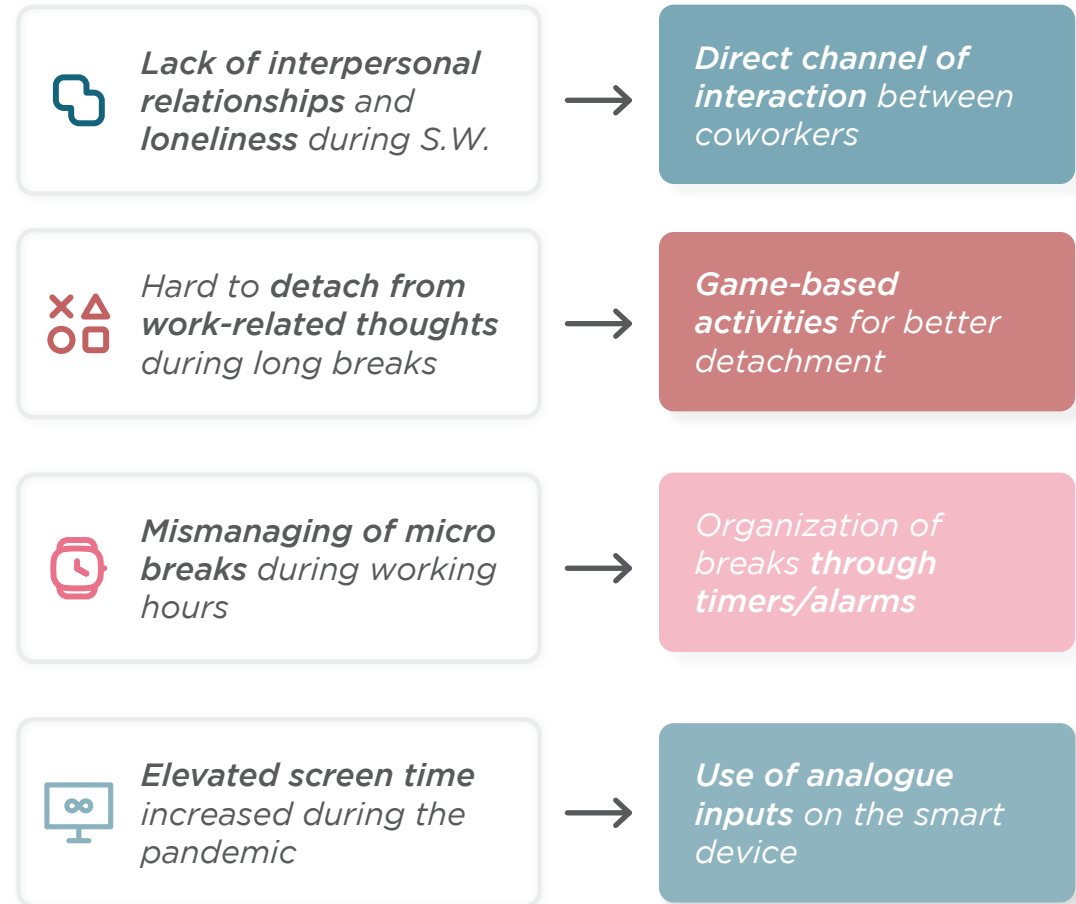 Lack of interpersonal
relationships and
loneliness during S.W.
Direct channel of
interaction between
coworkers
Hard to detach from
work-related thoughts
during long breaks
Game-based
activities for better
detachment
Mismanaging of micro
breaks during working
hours
Organization of
breaks through
timers/alarms
Elevated screen time
increased during the
pandemic
Use of analogue
inputs on the smart
device